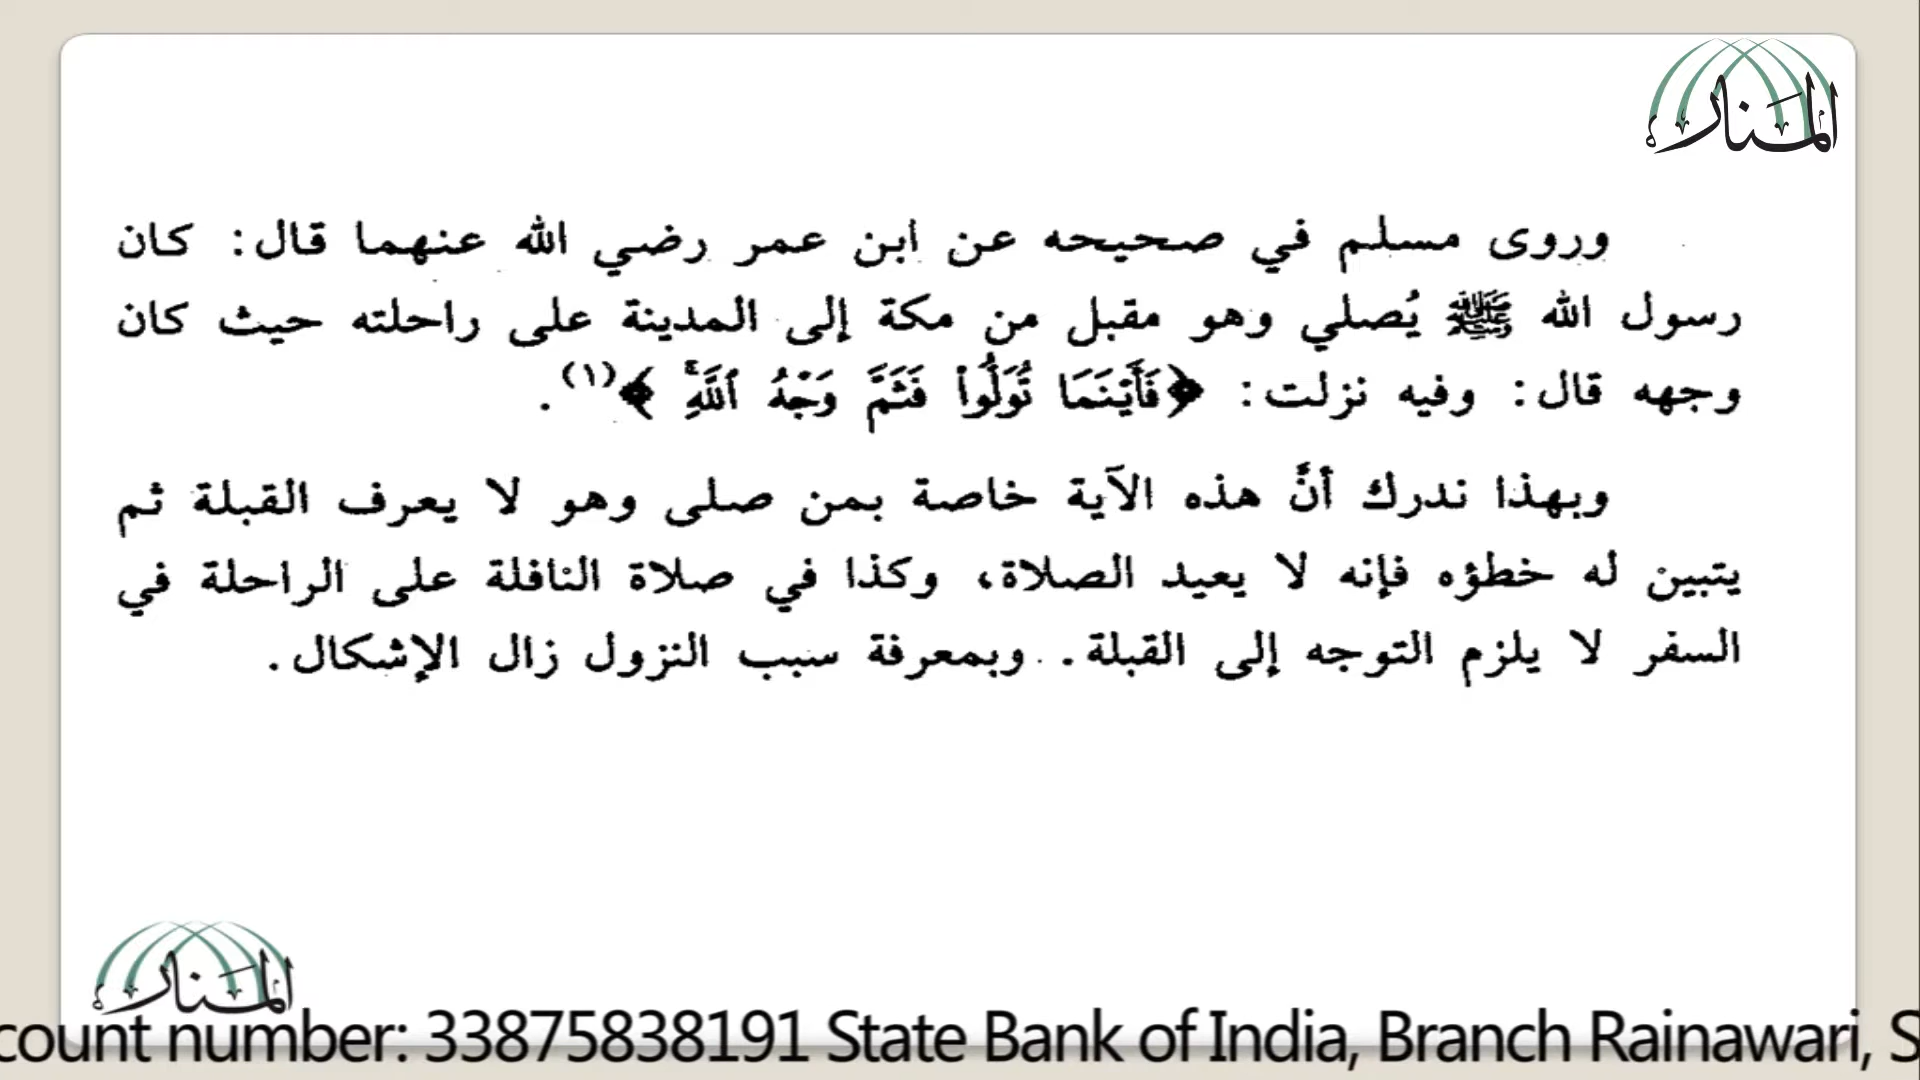 المنار
وروى مسلم في صحيحه عن ابن عمر رضي الله عنهما قال: كان
رسول الله ﷺ يُصلي وهو مقبل من مكة إلى المدينة على راحلته حيث كان
وجهه قال: وفيه نزلت: ﴿فَأَيْنَمَا تُوَلُّوا۟ فَثَمَّ وَجْهُ ٱللَّهِۚ﴾(١).
وبهذا ندرك أنَّ هذه الآية خاصة بمن صلى وهو لا يعرف القبلة ثم
يتبين له خطؤه فإنه لا يعيد الصلاة، وكذا في صلاة النافلة على الراحلة في
السفر لا يلزم التوجه إلى القبلة. وبمعرفة سبب النزول زال الإشكال.
المنار
count number: 33875838191 State Bank of India, Branch Rainawari, S